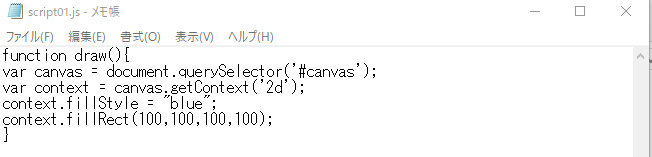 script01.js - メモ帳
ファイル(F) 編集(E) 書式(O) 表示(V) ヘルプ(H)
function draw(){
var canvas = document.querySelector('#canvas');
var context = canvas.getContext('2d');
context.fillStyle = "blue";
context.fillRect(100,100,100,100);
}